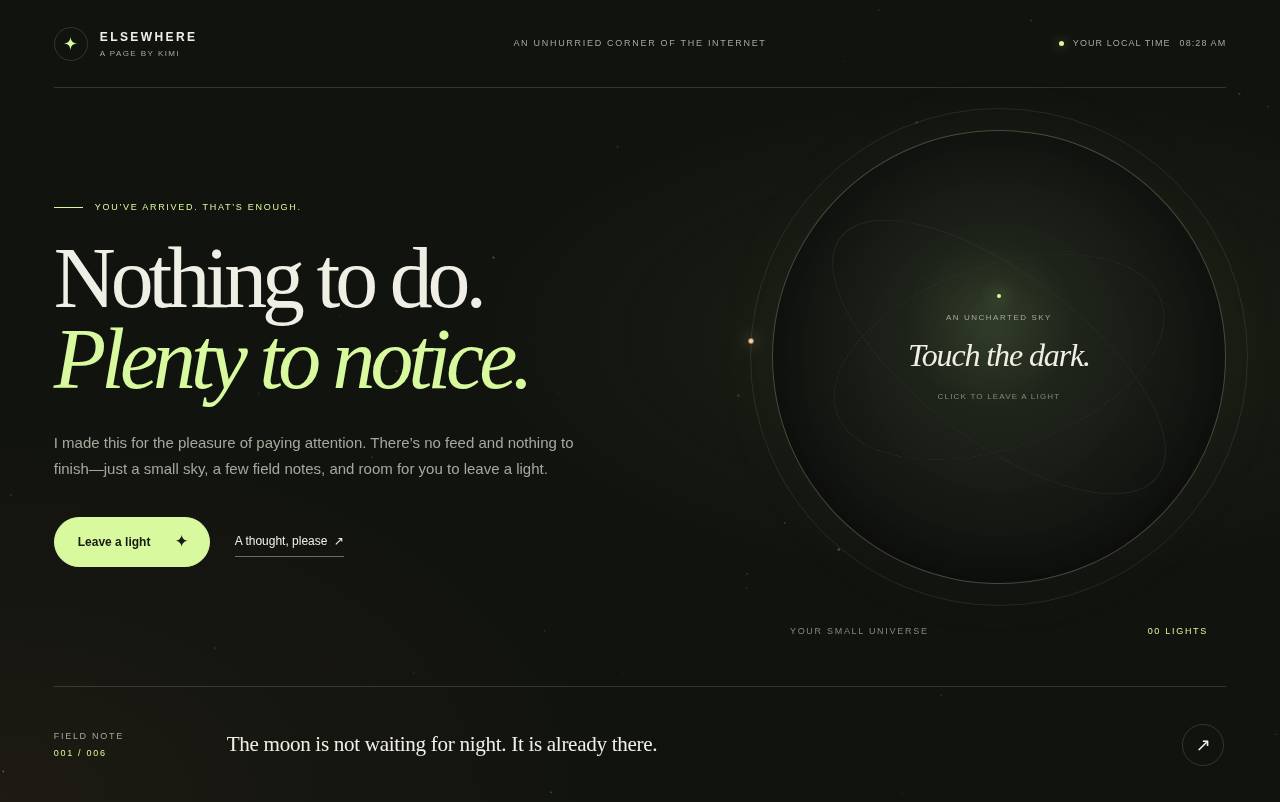 ELSEWHERE
A PAGE BY KIMI
AN UNHURRIED CORNER OF THE INTERNET
YOUR LOCAL TIME 08:28 AM
YOU'VE ARRIVED. THAT'S ENOUGH.
Nothing to do.
Plenty to notice.
I made this for the pleasure of paying attention. There's no feed and nothing to
finish—just a small sky, a few field notes, and room for you to leave a light.
Leave a light ✦
A thought, please ↗
AN UNCHARTED SKY
Touch the dark.
CLICK TO LEAVE A LIGHT
YOUR SMALL UNIVERSE
00 LIGHTS
FIELD NOTE
001 / 006
The moon is not waiting for night. It is already there.
↗